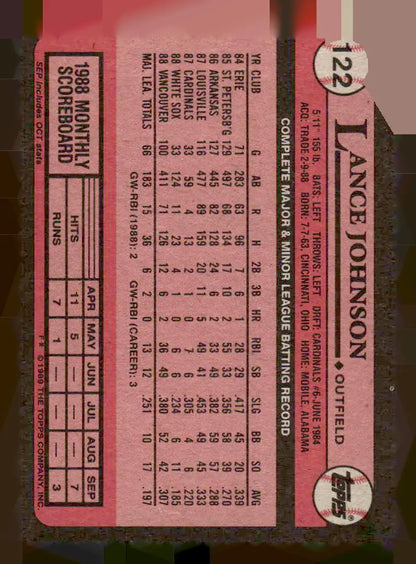 122
LANCE JOHNSON ♦ OUTFIELD
topps®
5'11" 155 lb. BATS: LEFT THROWS: LEFT DRFT: CARDINALS #6-JUNE 1984
ACQ: TRADE 2-9-88 BORN: 7-7-63, CINCINNATI, OHIO HOME: MOBILE, ALABAMA
COMPLETE MAJOR & MINOR LEAGUE BATTING RECORD
YR CLUB G AB R H 2B 3B HR RBI SB SLG BB SO AVG
84 ERIE 71 283 63 96 7 6 1 28 29 .417 45 20 .339
85 ST. PETERSB'G 129 497 68 134 17 10 2 55 33 .356 58 39 .270
86 ARKANSAS 127 445 82 128 24 6 2 33 49 .382 59 57 .288
87 LOUISVILLE 116 477 89 159 20 11 5 49 41 .453 49 45 .333
87 CARDINALS 33 59 4 13 2 1 0 7 6 .305 4 6 .220
88 WHITE SOX 33 124 11 23 4 1 0 6 6 .234 6 11 .185
88 VANCOUVER 100 411 71 126 12 6 2 36 49 .380 52 42 .307
MAJ. LEA. TOTALS 66 183 15 36 6 2 0 13 12 .251 10 17 .197
GW-RBI (1988): 2 GW-RBI (CAREER): 3
1988 MONTHLY SCOREBOARD
APR MAY JUN JUL AUG SEP
HITS 11 5 — — — 7
RUNS 7 1 — — — 3
SEP includes OCT stats
F* © 1989 THE TOPPS COMPANY, INC.